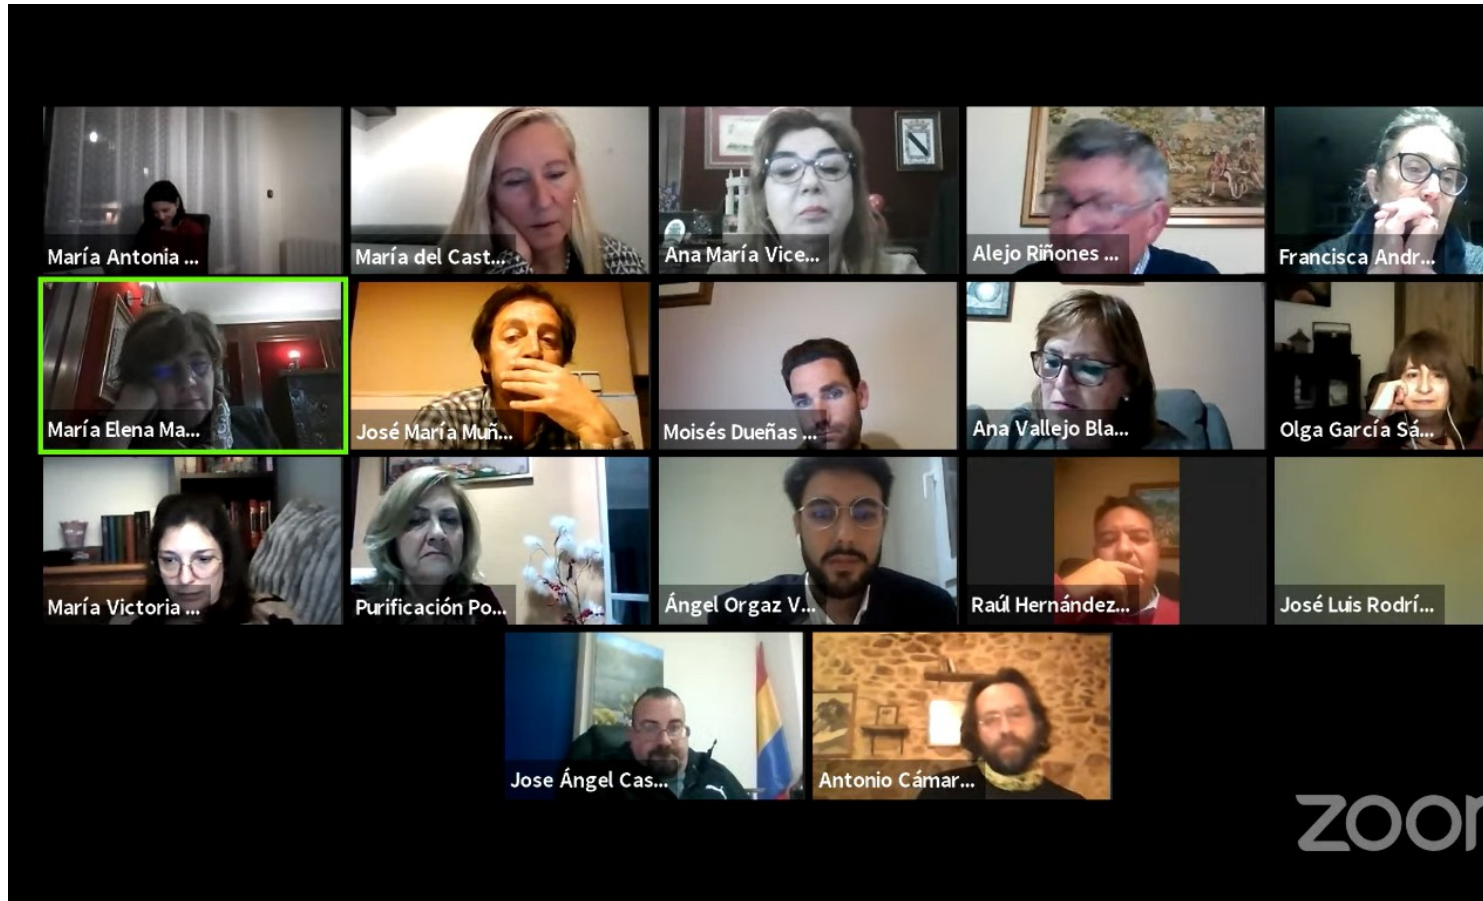 María Antonia ...
María del Cast...
Ana María Vice...
Alejo Riñones ...
Francisca Andr...
María Elena Ma...
José María Muñ...
Moisés Dueñas ...
Ana Vallejo Bla...
Olga García Sá...
María Victoria ...
Purificación Po...
Ángel Orgaz V...
Raúl Hernández...
José Luis Rodrí...
Jose Ángel Cas...
Antonio Cámar...
zoom